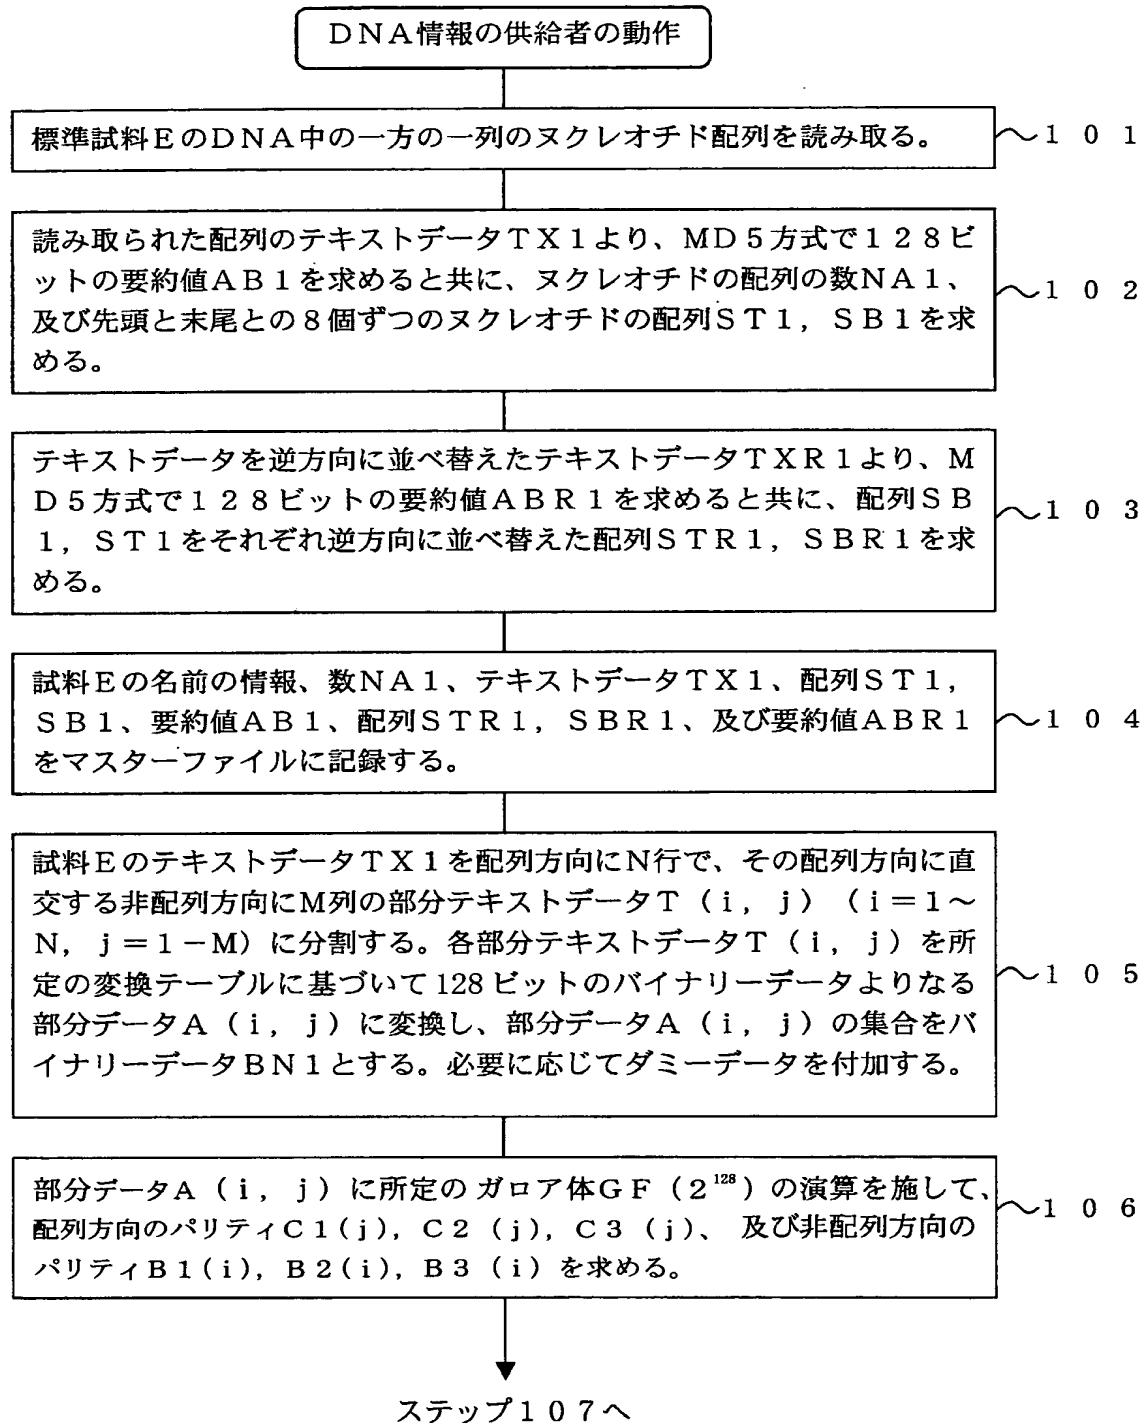 DNA情報の供給者の動作
標準試料EのDNA中の一方の一列のヌクレオチド配列を読み取る。
101
読み取られた配列のテキストデータTX1より、MD5方式で128ビ
ットの要約値AB1を求めると共に、ヌクレオチドの配列の数NA1、
及び先頭と末尾との8個ずつのヌクレオチドの配列ST1, SB1を求
める。
102
テキストデータを逆方向に並べ替えたテキストデータTXR1より、M
D5方式で128ビットの要約値ABR1を求めると共に、配列SB
1, ST1をそれぞれ逆方向に並べ替えた配列STR1, SBR1を求
める。
103
試料Eの名前の情報、数NA1、テキストデータTX1、配列ST1,
SB1、要約値AB1、配列STR1, SBR1、及び要約値ABR1
をマスターファイルに記録する。
104
試料EのテキストデータTX1を配列方向にN行で、その配列方向に直
交する非配列方向にM列の部分テキストデータT (i, j) (i=1~
N, j=1-M) に分割する。各部分テキストデータT (i, j) を所
定の変換テーブルに基づいて128ビットのバイナリーデータよりなる
部分データA (i, j) に変換し、部分データA (i, j) の集合をバ
イナリーデータBN1とする。必要に応じてダミーデータを付加する。
105
部分データA (i, j) に所定のガロア体GF (2¹²⁸) の演算を施して、
配列方向のパリティC1(j), C2 (j), C3 (j)、及び非配列方向の
パリティB1(i), B2(i), B3 (i) を求める。
106
ステップ107へ